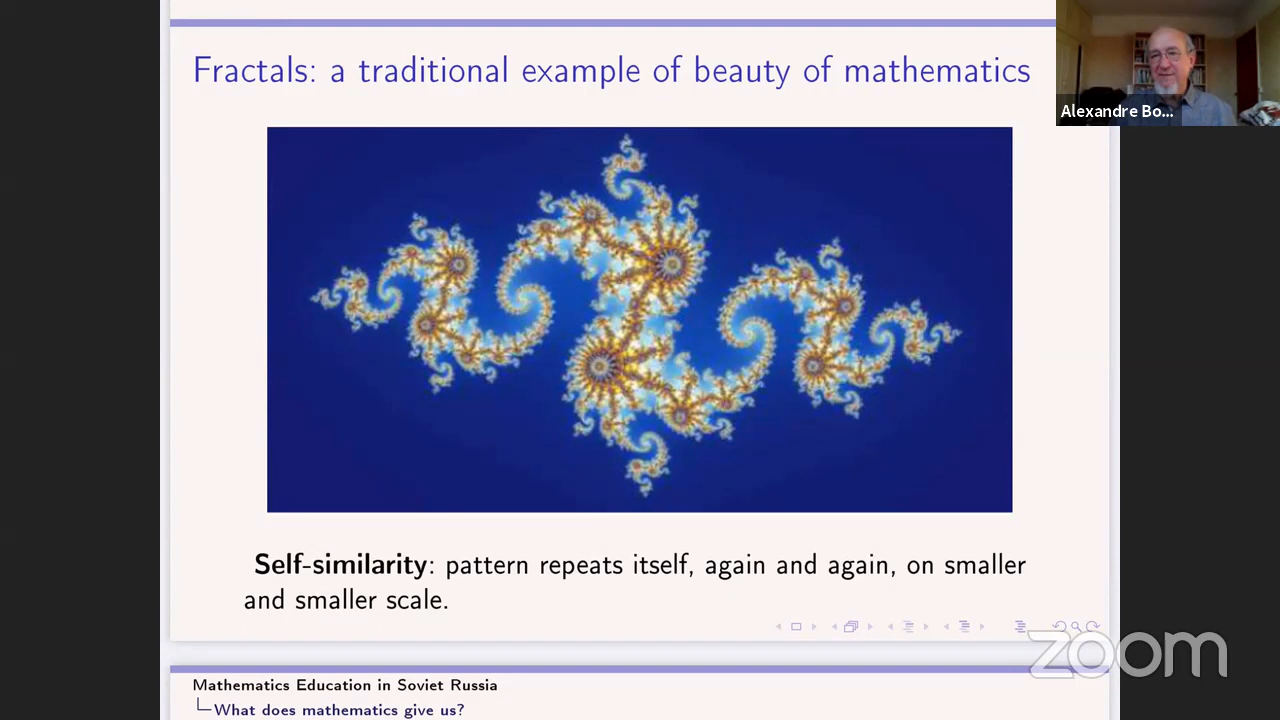 Fractals: a traditional example of beauty of mathematics
Alexandre Bo...
Self-similarity: pattern repeats itself, again and again, on smaller
and smaller scale.
zoom
Mathematics Education in Soviet Russia
What does mathematics give us?